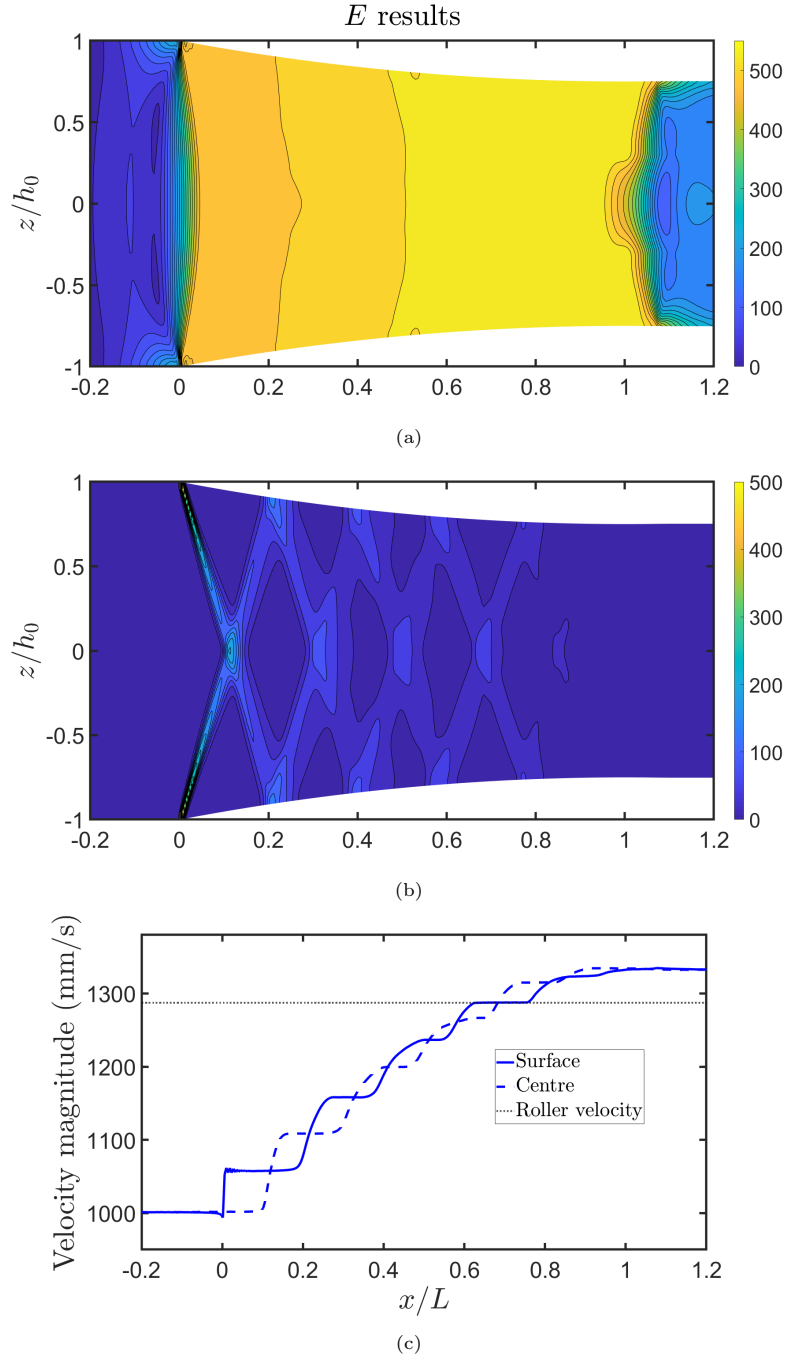 E results
1
0.5
0
-0.5
-1
z/h₀
-0.2 0 0.2 0.4 0.6 0.8 1 1.2
500
400
300
200
100
0
(a)
1
0.5
0
-0.5
-1
z/h₀
-0.2 0 0.2 0.4 0.6 0.8 1 1.2
500
400
300
200
100
0
(b)
Velocity magnitude (mm/s)
1300
1200
1100
1000
Surface
Centre
Roller velocity
-0.2 0 0.2 0.4 0.6 0.8 1 1.2
x/L
(c)